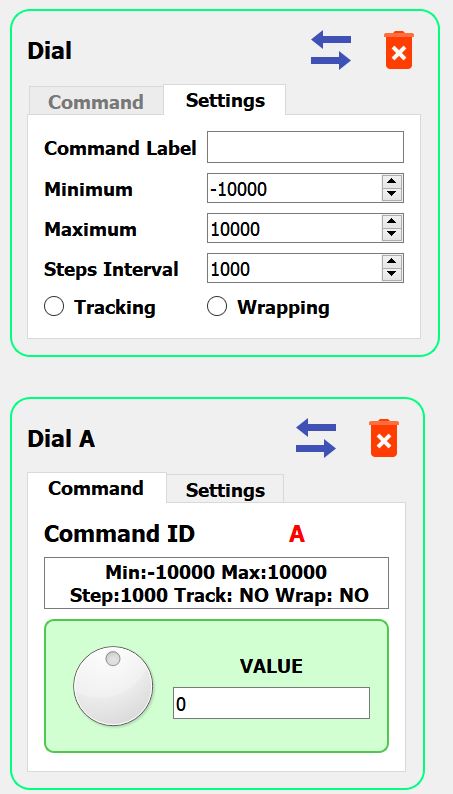 Dial
Command Settings
Command Label
Minimum -10000
Maximum 10000
Steps Interval 1000
Tracking Wrapping
Dial A
Command Settings
Command ID A
Min:-10000 Max:10000
Step:1000 Track: NO Wrap: NO
VALUE
0